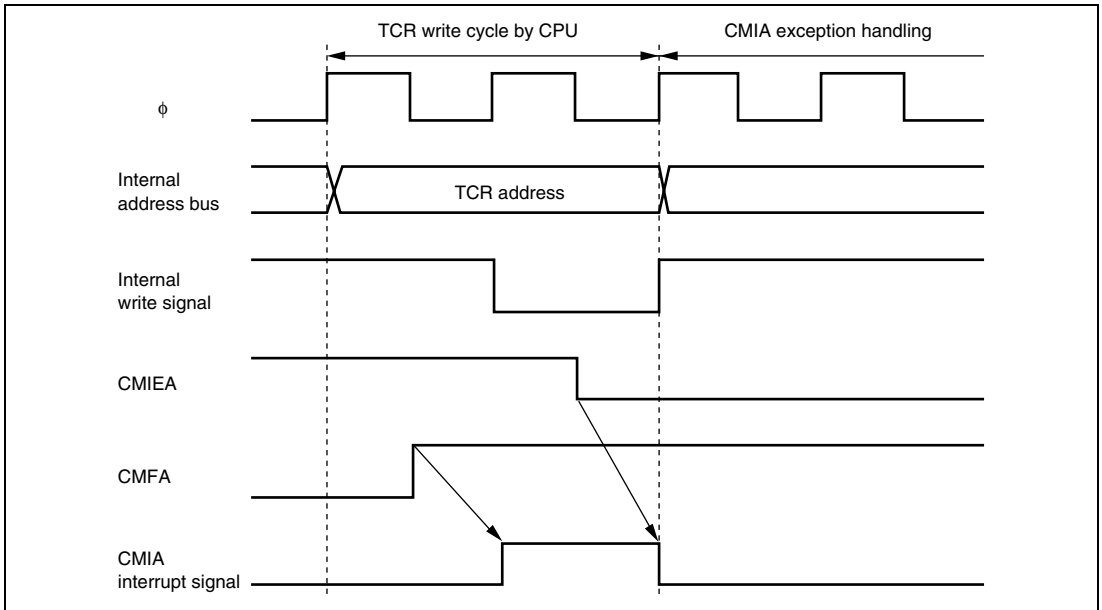 TCR write cycle by CPU
CMIA exception handling
ϕ
Internal
address bus
TCR address
Internal
write signal
CMIEA
CMFA
CMIA
interrupt signal